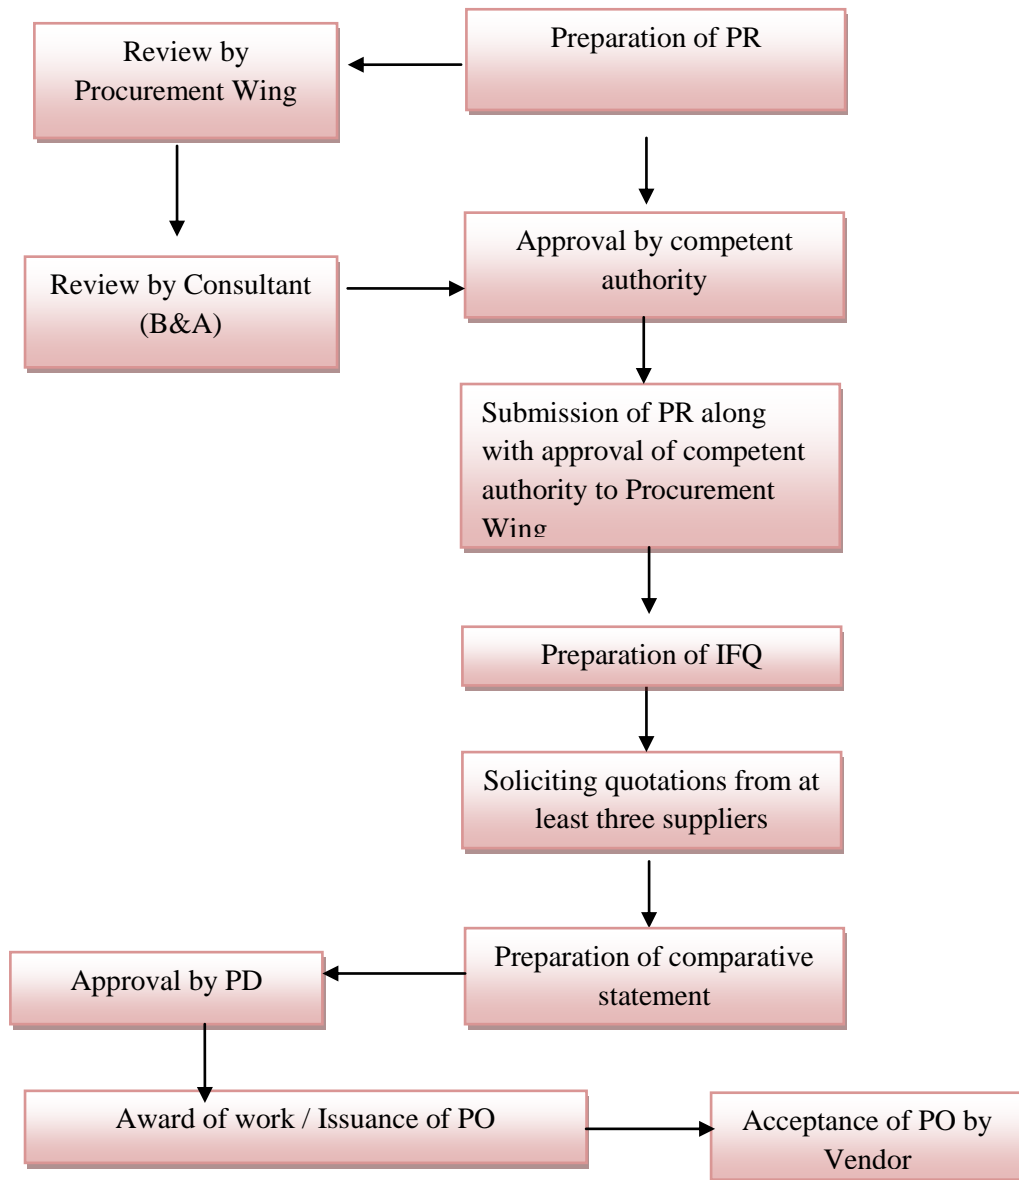 Preparation of PR
Review by
Procurement Wing
Approval by competent
authority
Review by Consultant
(B&A)
Submission of PR along
with approval of competent
authority to Procurement
Wing
Preparation of IFQ
Soliciting quotations from at
least three suppliers
Preparation of comparative
statement
Approval by PD
Award of work / Issuance of PO
Acceptance of PO by
Vendor